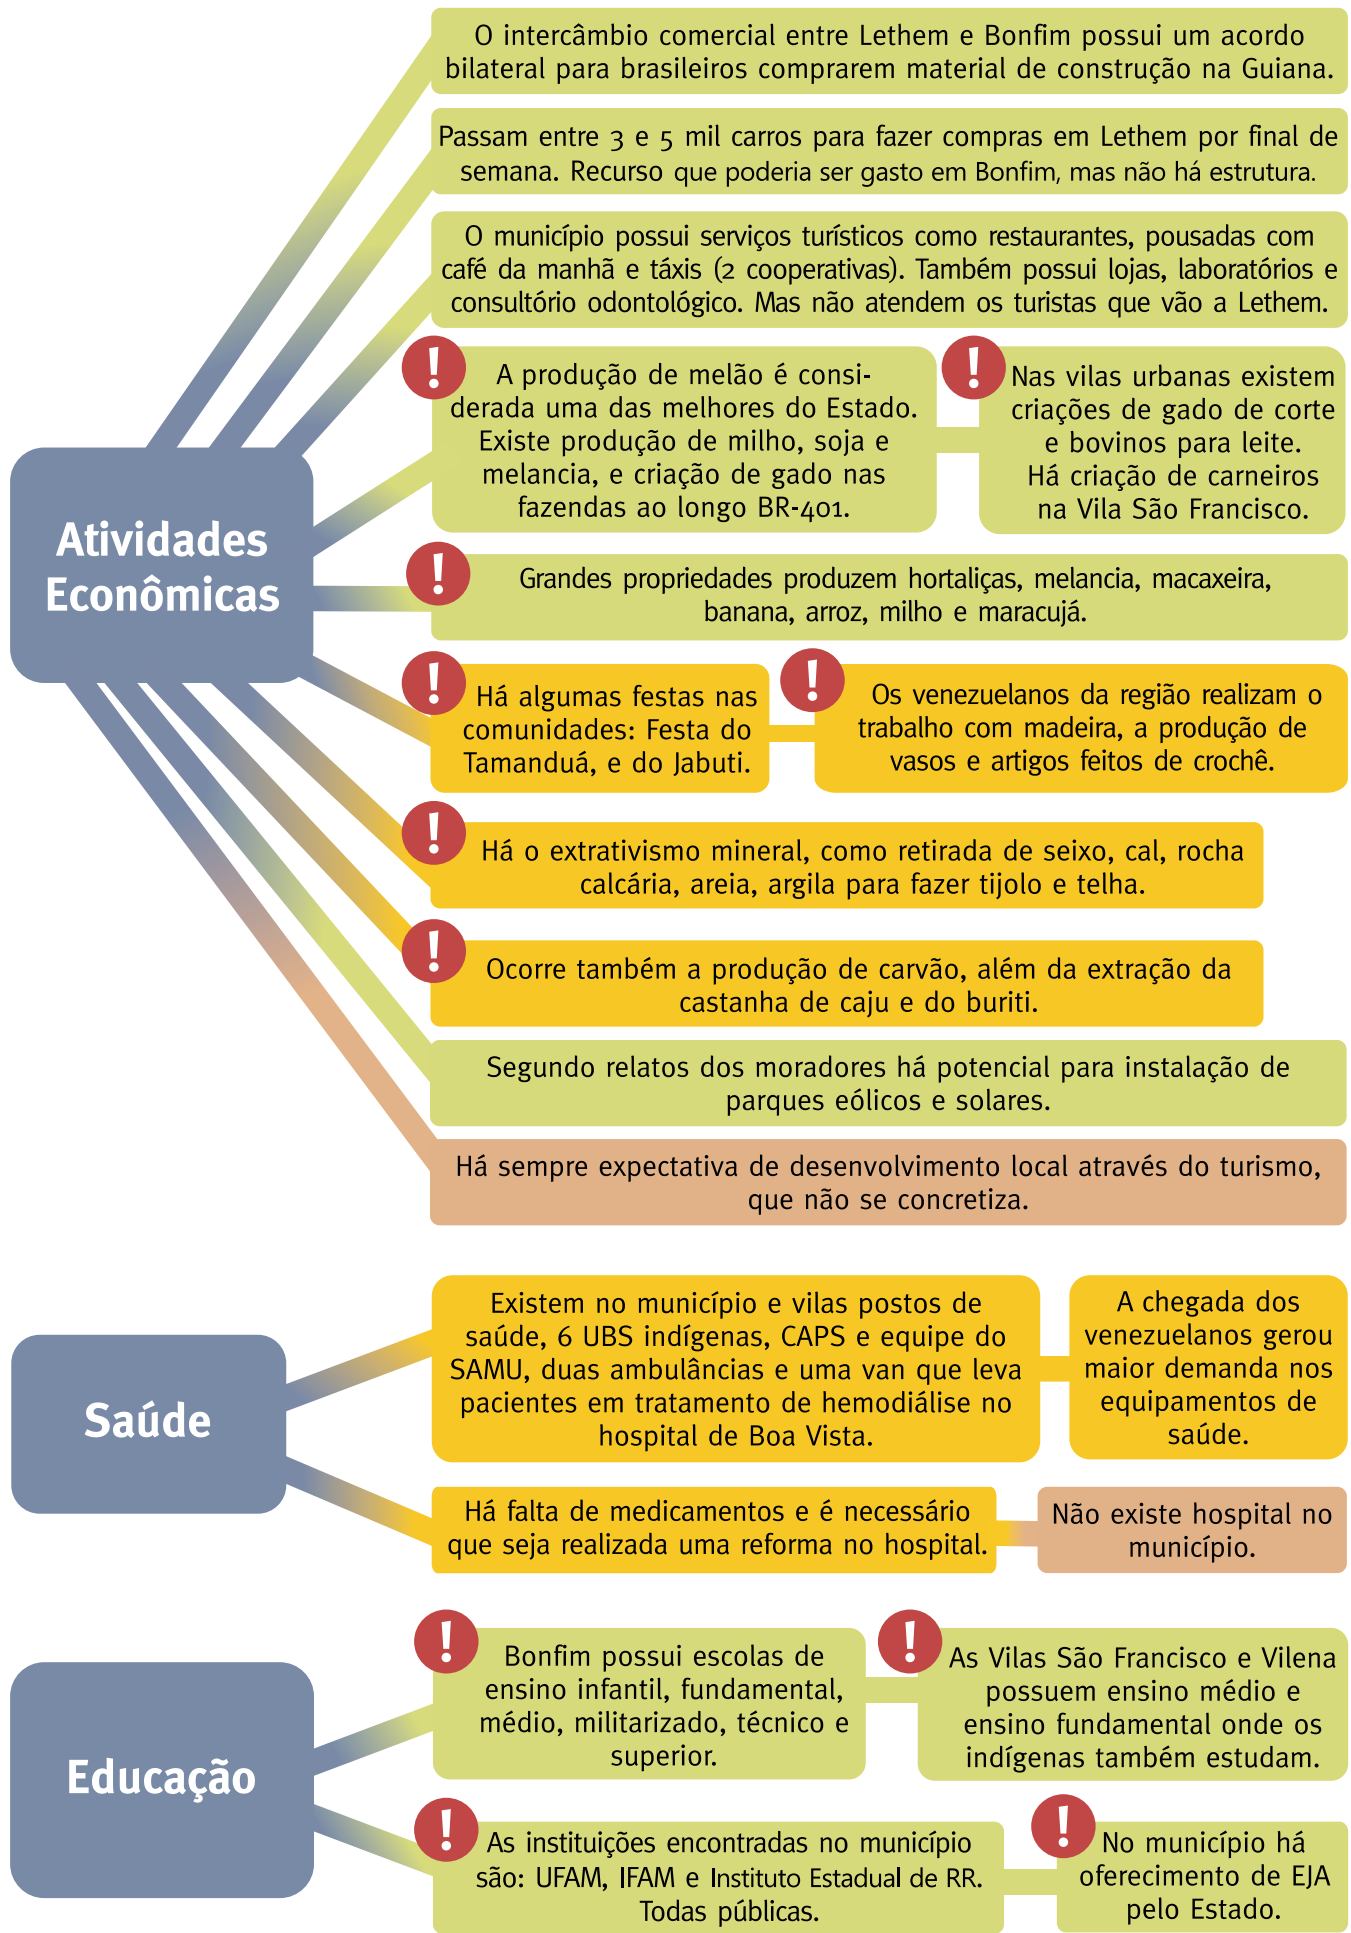 O intercâmbio comercial entre Lethem e Bonfim possui um acordo
bilateral para brasileiros comprarem material de construção na Guiana.
Passam entre 3 e 5 mil carros para fazer compras em Lethem por final de
semana. Recurso que poderia ser gasto em Bonfim, mas não há estrutura.
O município possui serviços turísticos como restaurantes, pousadas com
café da manhã e táxis (2 cooperativas). Também possui lojas, laboratórios e
consultório odontológico. Mas não atendem os turistas que vão a Lethem.
!
A produção de melão é consi-
derada uma das melhores do Estado.
Existe produção de milho, soja e
melancia, e criação de gado nas
fazendas ao longo BR-401.
!
Nas vilas urbanas existem
criações de gado de corte
e bovinos para leite.
Há criação de carneiros
na Vila São Francisco.
Atividades
Econômicas
!
Grandes propriedades produzem hortaliças, melancia, macaxeira,
banana, arroz, milho e maracujá.
!
Há algumas festas nas
comunidades: Festa do
Tamanduá, e do Jabuti.
!
Os venezuelanos da região realizam o
trabalho com madeira, a produção de
vasos e artigos feitos de crochê.
!
Há o extrativismo mineral, como retirada de seixo, cal, rocha
calcária, areia, argila para fazer tijolo e telha.
!
Ocorre também a produção de carvão, além da extração da
castanha de caju e do buriti.
Segundo relatos dos moradores há potencial para instalação de
parques eólicos e solares.
Há sempre expectativa de desenvolvimento local através do turismo,
que não se concretiza.
Saúde
Existem no município e vilas postos de
saúde, 6 UBS indígenas, CAPS e equipe do
SAMU, duas ambulâncias e uma van que leva
pacientes em tratamento de hemodiálise no
hospital de Boa Vista.
A chegada dos
venezuelanos gerou
maior demanda nos
equipamentos de
saúde.
Há falta de medicamentos e é necessário
que seja realizada uma reforma no hospital.
Não existe hospital no
município.
Educação
!
Bonfim possui escolas de
ensino infantil, fundamental,
médio, militarizado, técnico e
superior.
!
As Vilas São Francisco e Vilena
possuem ensino médio e
ensino fundamental onde os
indígenas também estudam.
!
As instituições encontradas no município
são: UFAM, IFAM e Instituto Estadual de RR.
Todas públicas.
!
No município há
oferecimento de EJA
pelo Estado.